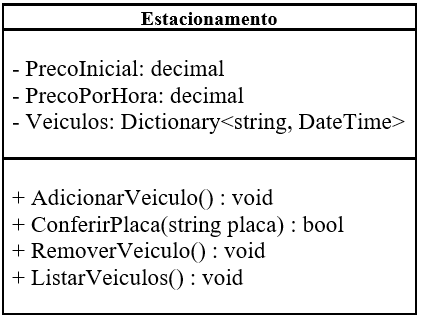 Estacionamento
- PrecoInicial: decimal
- PrecoPorHora: decimal
- Veiculos: Dictionary<string, DateTime>
+ AdicionarVeiculo() : void
+ ConferirPlaca(string placa) : bool
+ RemoverVeiculo() : void
+ ListarVeiculos() : void